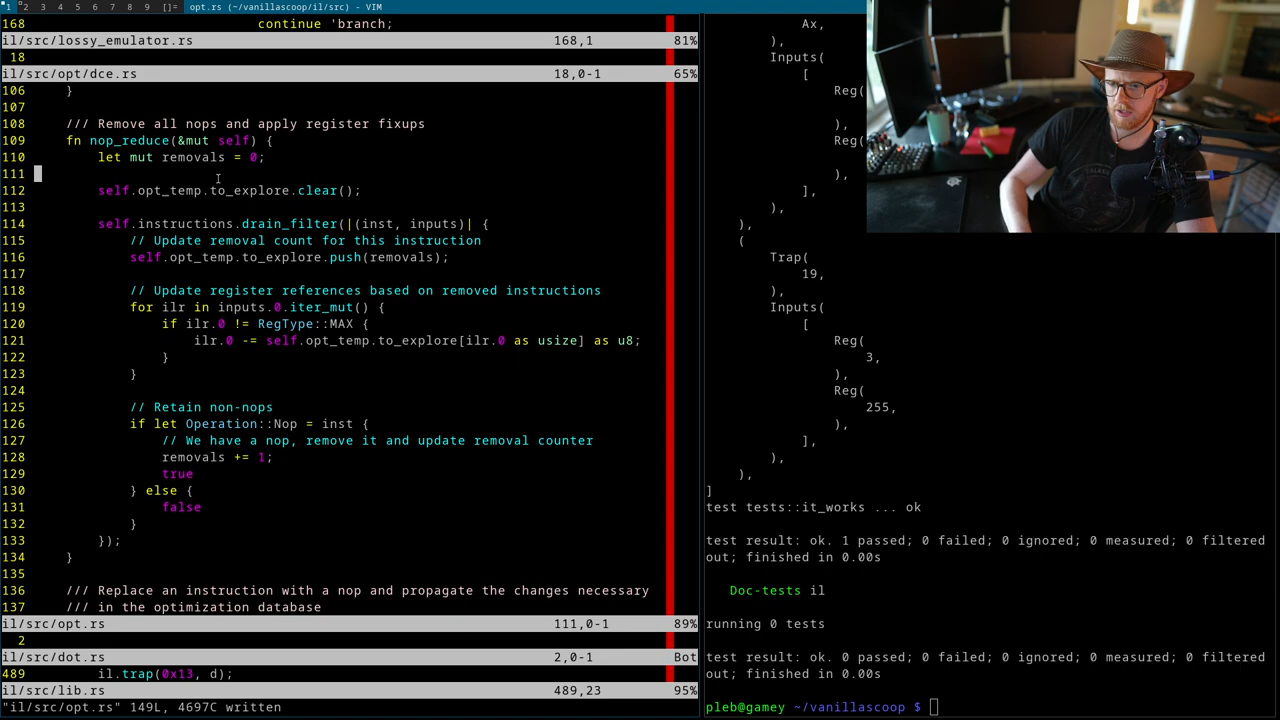 1 2 3 4 5 6 7 8 9 []= opt.rs (~/vanillascoop/il/src) - VIM
168 continue 'branch;
il/src/lossy_emulator.rs 168,1 81%
18
il/src/opt/dce.rs 18,0-1 65%
106 }
107
108 /// Remove all nops and apply register fixups
109 fn nop_reduce(&mut self) {
110 let mut removals = 0;
111
112 self.opt_temp.to_explore.clear();
113
114 self.instructions.drain_filter(|(inst, inputs)| {
115 // Update removal count for this instruction
116 self.opt_temp.to_explore.push(removals);
117
118 // Update register references based on removed instructions
119 for ilr in inputs.0.iter_mut() {
120 if ilr.0 != RegType::MAX {
121 ilr.0 -= self.opt_temp.to_explore[ilr.0 as usize] as u8;
122 }
123 }
124
125 // Retain non-nops
126 if let Operation::Nop = inst {
127 // We have a nop, remove it and update removal counter
128 removals += 1;
129 true
130 } else {
131 false
132 }
133 });
134 }
135
136 /// Replace an instruction with a nop and propagate the changes necessary
137 /// in the optimization database
il/src/opt.rs 111,0-1 89%
2
il/src/dot.rs 2,0-1 Bot
489 il.trap(0x13, d);
il/src/lib.rs 489,23 95%
"il/src/opt.rs" 149L, 4697C written
Ax,
),
Inputs(
[
Reg(
),
Reg(
),
],
),
),
(
Trap(
19,
),
Inputs(
[
Reg(
3,
),
Reg(
255,
),
],
),
),
]
test tests::it_works ... ok
test result: ok. 1 passed; 0 failed; 0 ignored; 0 measured; 0 filtered
out; finished in 0.00s
Doc-tests il
running 0 tests
test result: ok. 0 passed; 0 failed; 0 ignored; 0 measured; 0 filtered
out; finished in 0.00s
pleb@gamey ~/vanillascoop $